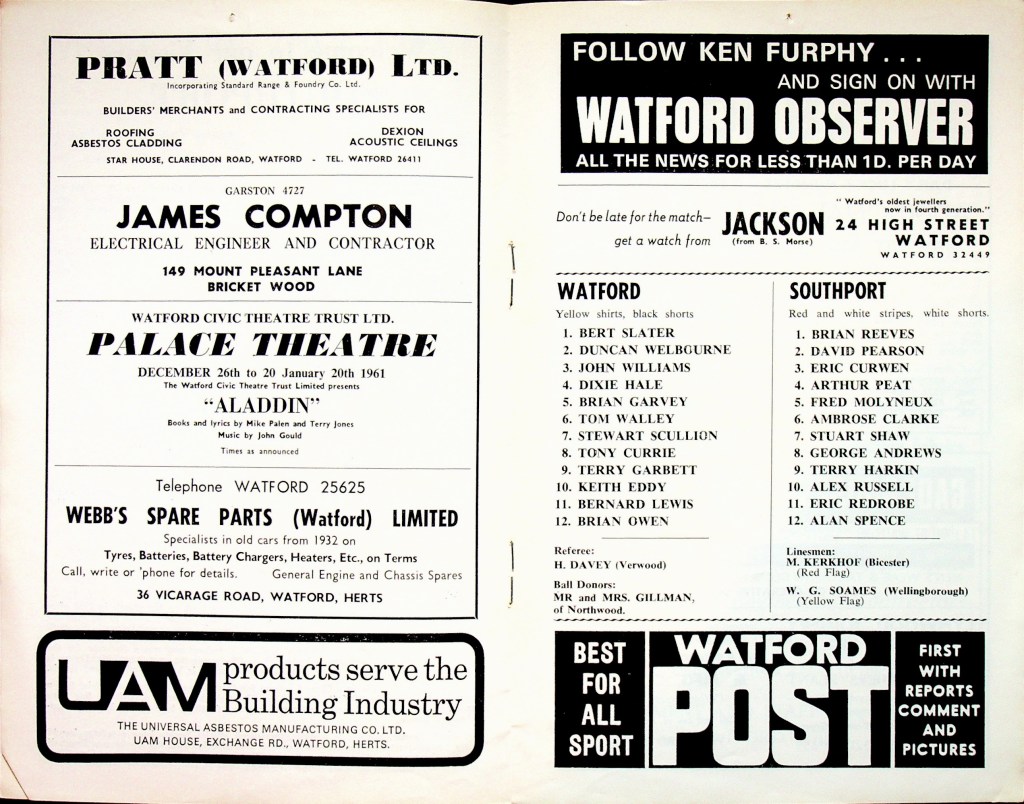 PRATT (WATFORD) LTD.
Incorporating Standard Range & Foundry Co. Ltd.
BUILDERS' MERCHANTS and CONTRACTING SPECIALISTS FOR
ROOFING
ASBESTOS CLADDING
DEXION
ACOUSTIC CEILINGS
STAR HOUSE, CLARENDON ROAD, WATFORD - TEL. WATFORD 26411
GARSTON 4727
JAMES COMPTON
ELECTRICAL ENGINEER AND CONTRACTOR
149 MOUNT PLEASANT LANE
BRICKET WOOD
WATFORD CIVIC THEATRE TRUST LTD.
PALACE THEATRE
DECEMBER 26th to 20 January 20th 1961
The Watford Civic Theatre Trust Limited presents
"ALADDIN"
Books and lyrics by Mike Palen and Terry Jones
Music by John Gould
Times as announced
Telephone WATFORD 25625
WEBB'S SPARE PARTS (Watford) LIMITED
Specialists in old cars from 1932 on
Tyres, Batteries, Battery Chargers, Heaters, Etc., on Terms
Call, write or 'phone for details. General Engine and Chassis Spares
36 VICARAGE ROAD, WATFORD, HERTS
UAM products serve the
Building Industry
THE UNIVERSAL ASBESTOS MANUFACTURING CO. LTD.
UAM HOUSE, EXCHANGE RD., WATFORD, HERTS.
FOLLOW KEN FURPHY . . .
AND SIGN ON WITH
WATFORD OBSERVER
ALL THE NEWS FOR LESS THAN 1D. PER DAY
Don't be late for the match—
get a watch from
JACKSON
(from B. S. Morse)
"Watford's oldest jewellers
now in fourth generation."
24 HIGH STREET
WATFORD
WATFORD 32449
WATFORD
Yellow shirts, black shorts
1. BERT SLATER
2. DUNCAN WELBOURNE
3. JOHN WILLIAMS
4. DIXIE HALE
5. BRIAN GARVEY
6. TOM WALLEY
7. STEWART SCULLION
8. TONY CURRIE
9. TERRY GARBETT
10. KEITH EDDY
11. BERNARD LEWIS
12. BRIAN OWEN
Referee:
H. DAVEY (Verwood)
Ball Donors:
MR and MRS. GILLMAN,
of Northwood.
SOUTHPORT
Red and white stripes, white shorts.
1. BRIAN REEVES
2. DAVID PEARSON
3. ERIC CURWEN
4. ARTHUR PEAT
5. FRED MOLYNEUX
6. AMBROSE CLARKE
7. STUART SHAW
8. GEORGE ANDREWS
9. TERRY HARKIN
10. ALEX RUSSELL
11. ERIC REDROBE
12. ALAN SPENCE
Linesmen:
M. KERKHOF (Bicester)
(Red Flag)
W. G. SOAMES (Wellingborough)
(Yellow Flag)
BEST
FOR
ALL
SPORT
WATFORD
POST
FIRST
WITH
REPORTS
COMMENT
AND
PICTURES